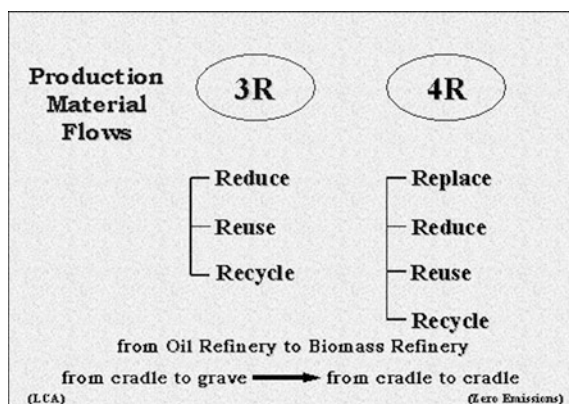 Production
Material
Flows
3R
4R
Reduce
Reuse
Recycle
Replace
Reduce
Reuse
Recycle
from Oil Refinery to Biomass Refinery
from cradle to grave
from cradle to cradle
(LCA)
(Zero Emissions)